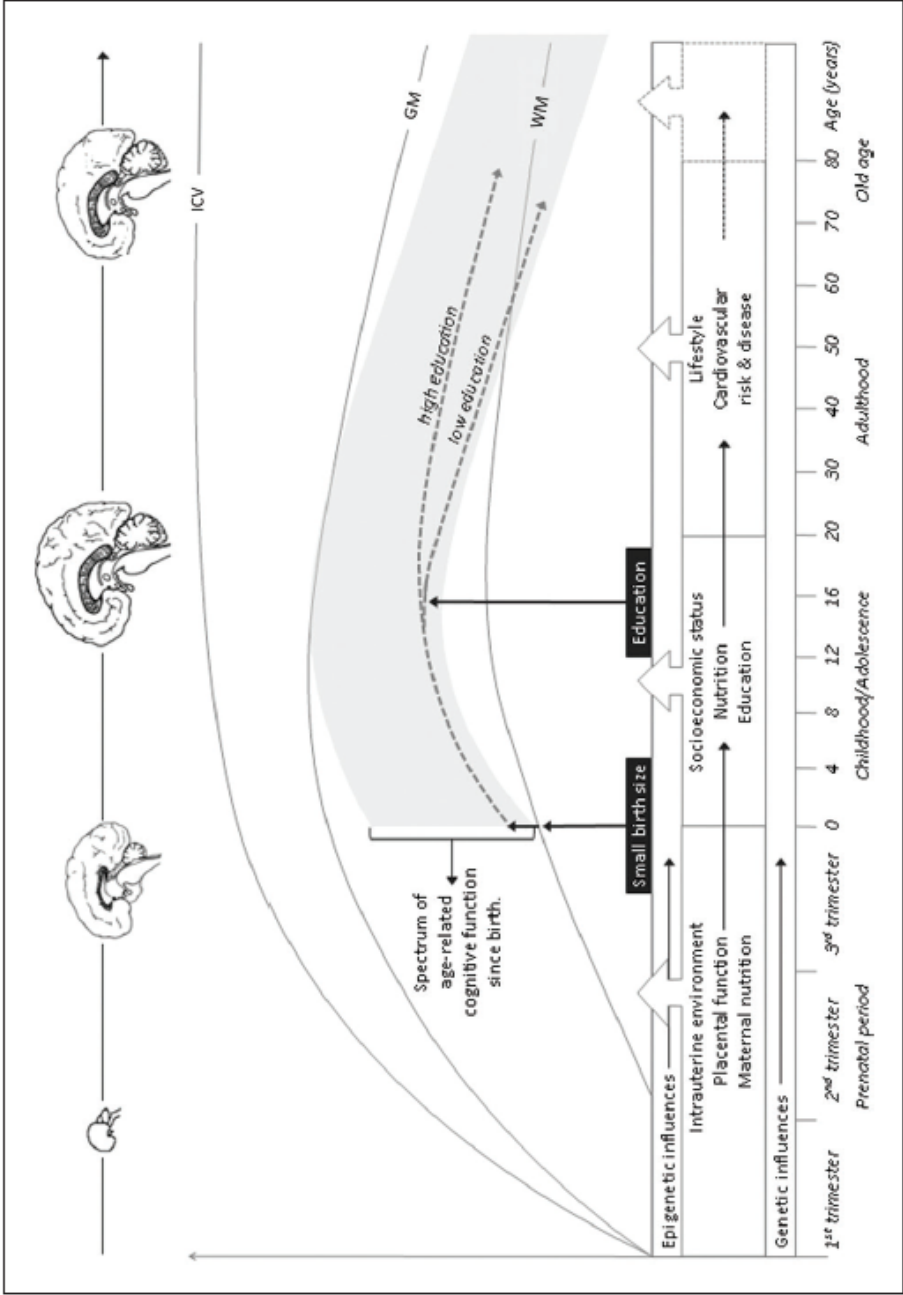 ICV
GM
WM
high education
low education
Spectrum of
age-related
cognitive function
since birth.
Small birth size
Education
Epigenetic influences
Intrauterine environment
Placental function
Maternal nutrition
Socioeconomic status
Nutrition
Education
Lifestyle
Cardiovascular
risk & disease
Genetic influences
1st trimester
2nd trimester
3rd trimester
0
4
8
12
16
20
30
40
50
60
70
80
Age (years)
Prenatal period
Childhood/Adolescence
Adulthood
Old age